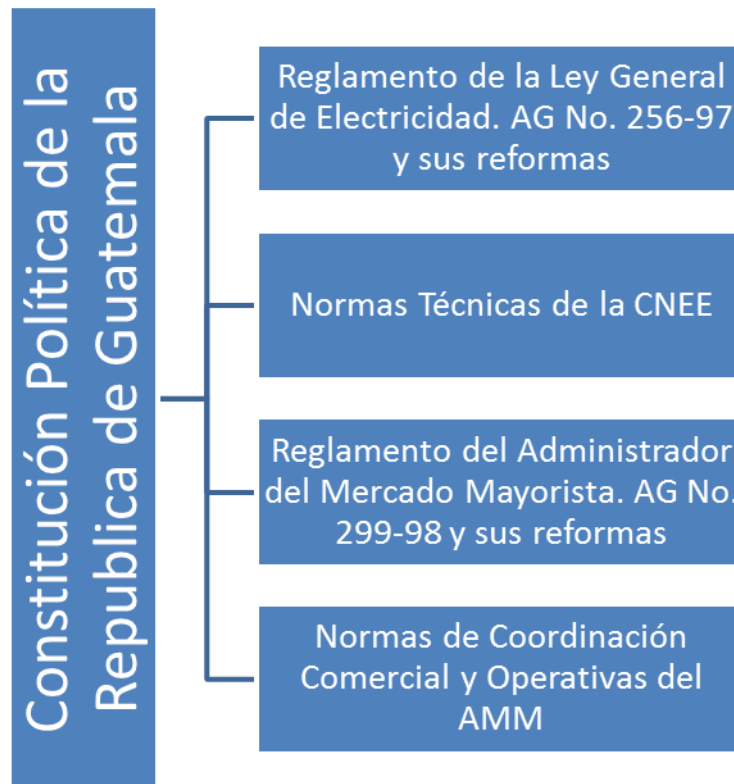 Constitución Política de la
Republica de Guatemala
Reglamento de la Ley General
de Electricidad. AG No. 256-97
y sus reformas
Normas Técnicas de la CNEE
Reglamento del Administrador
del Mercado Mayorista. AG No.
299-98 y sus reformas
Normas de Coordinación
Comercial y Operativas del
AMM